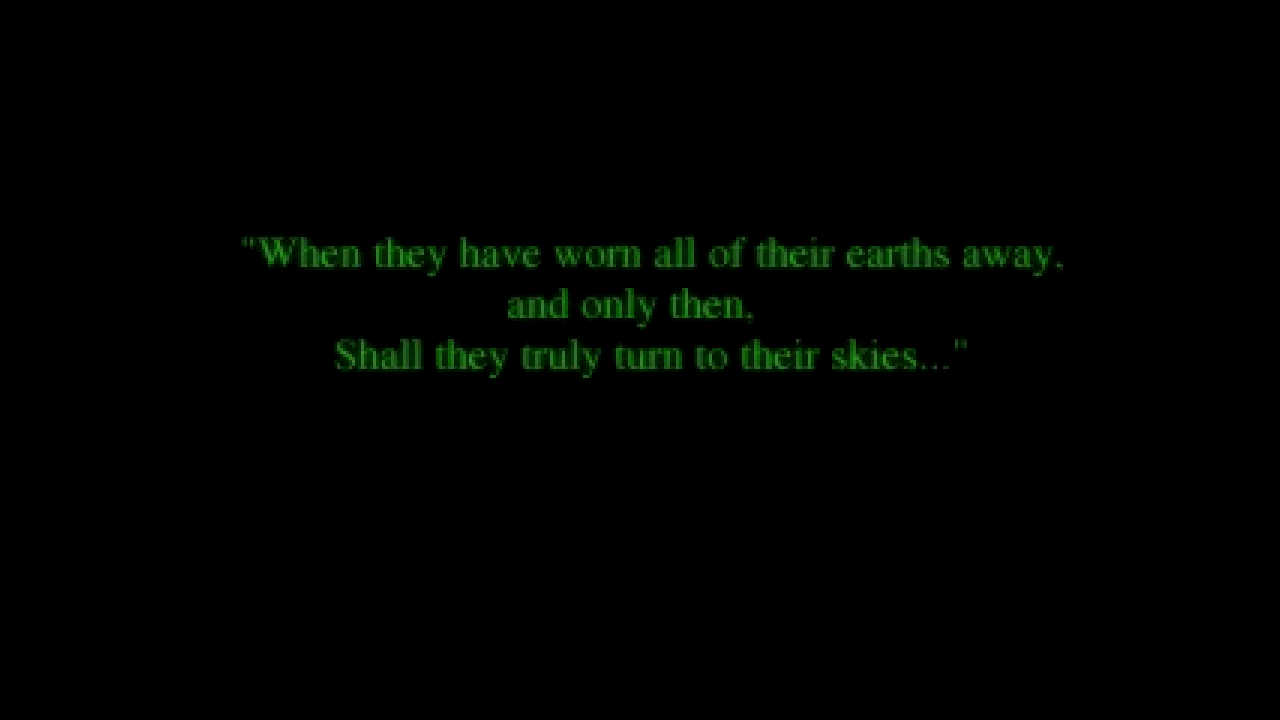 "When they have worn all of their earths away,
and only then,
Shall they truly turn to their skies..."